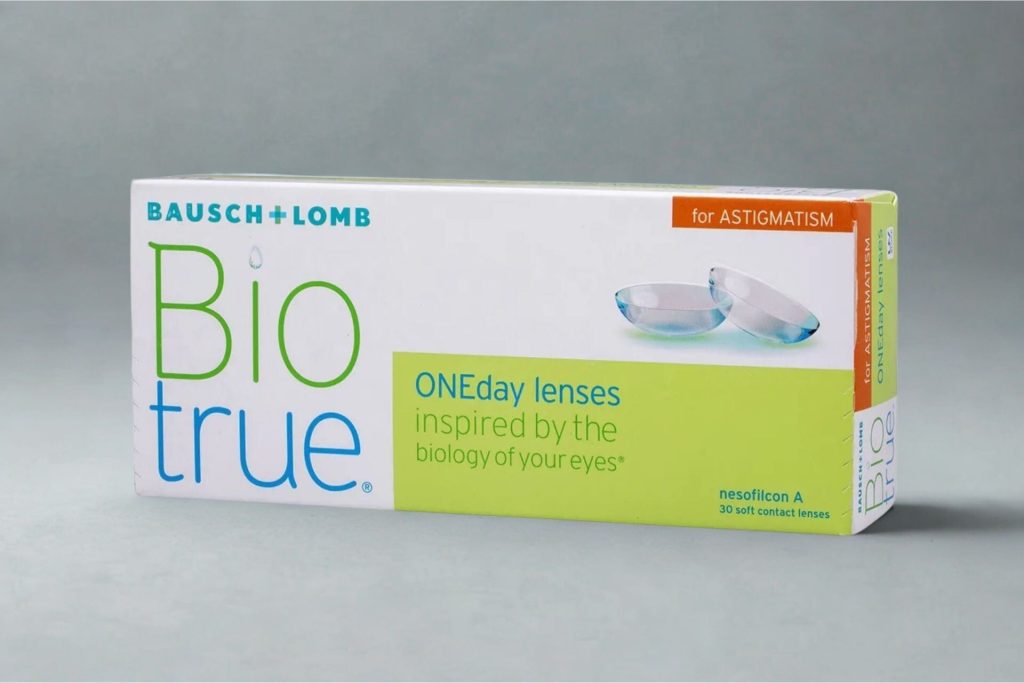 BAUSCH+LOMB
Bio
true®
for ASTIGMATISM
ONEday lenses
inspired by the
biology of your eyes®
nesofilcon A
30 soft contact lenses
for ASTIGMATISM
ONEday lenses
BAUSCH+LOMB
Bio
true